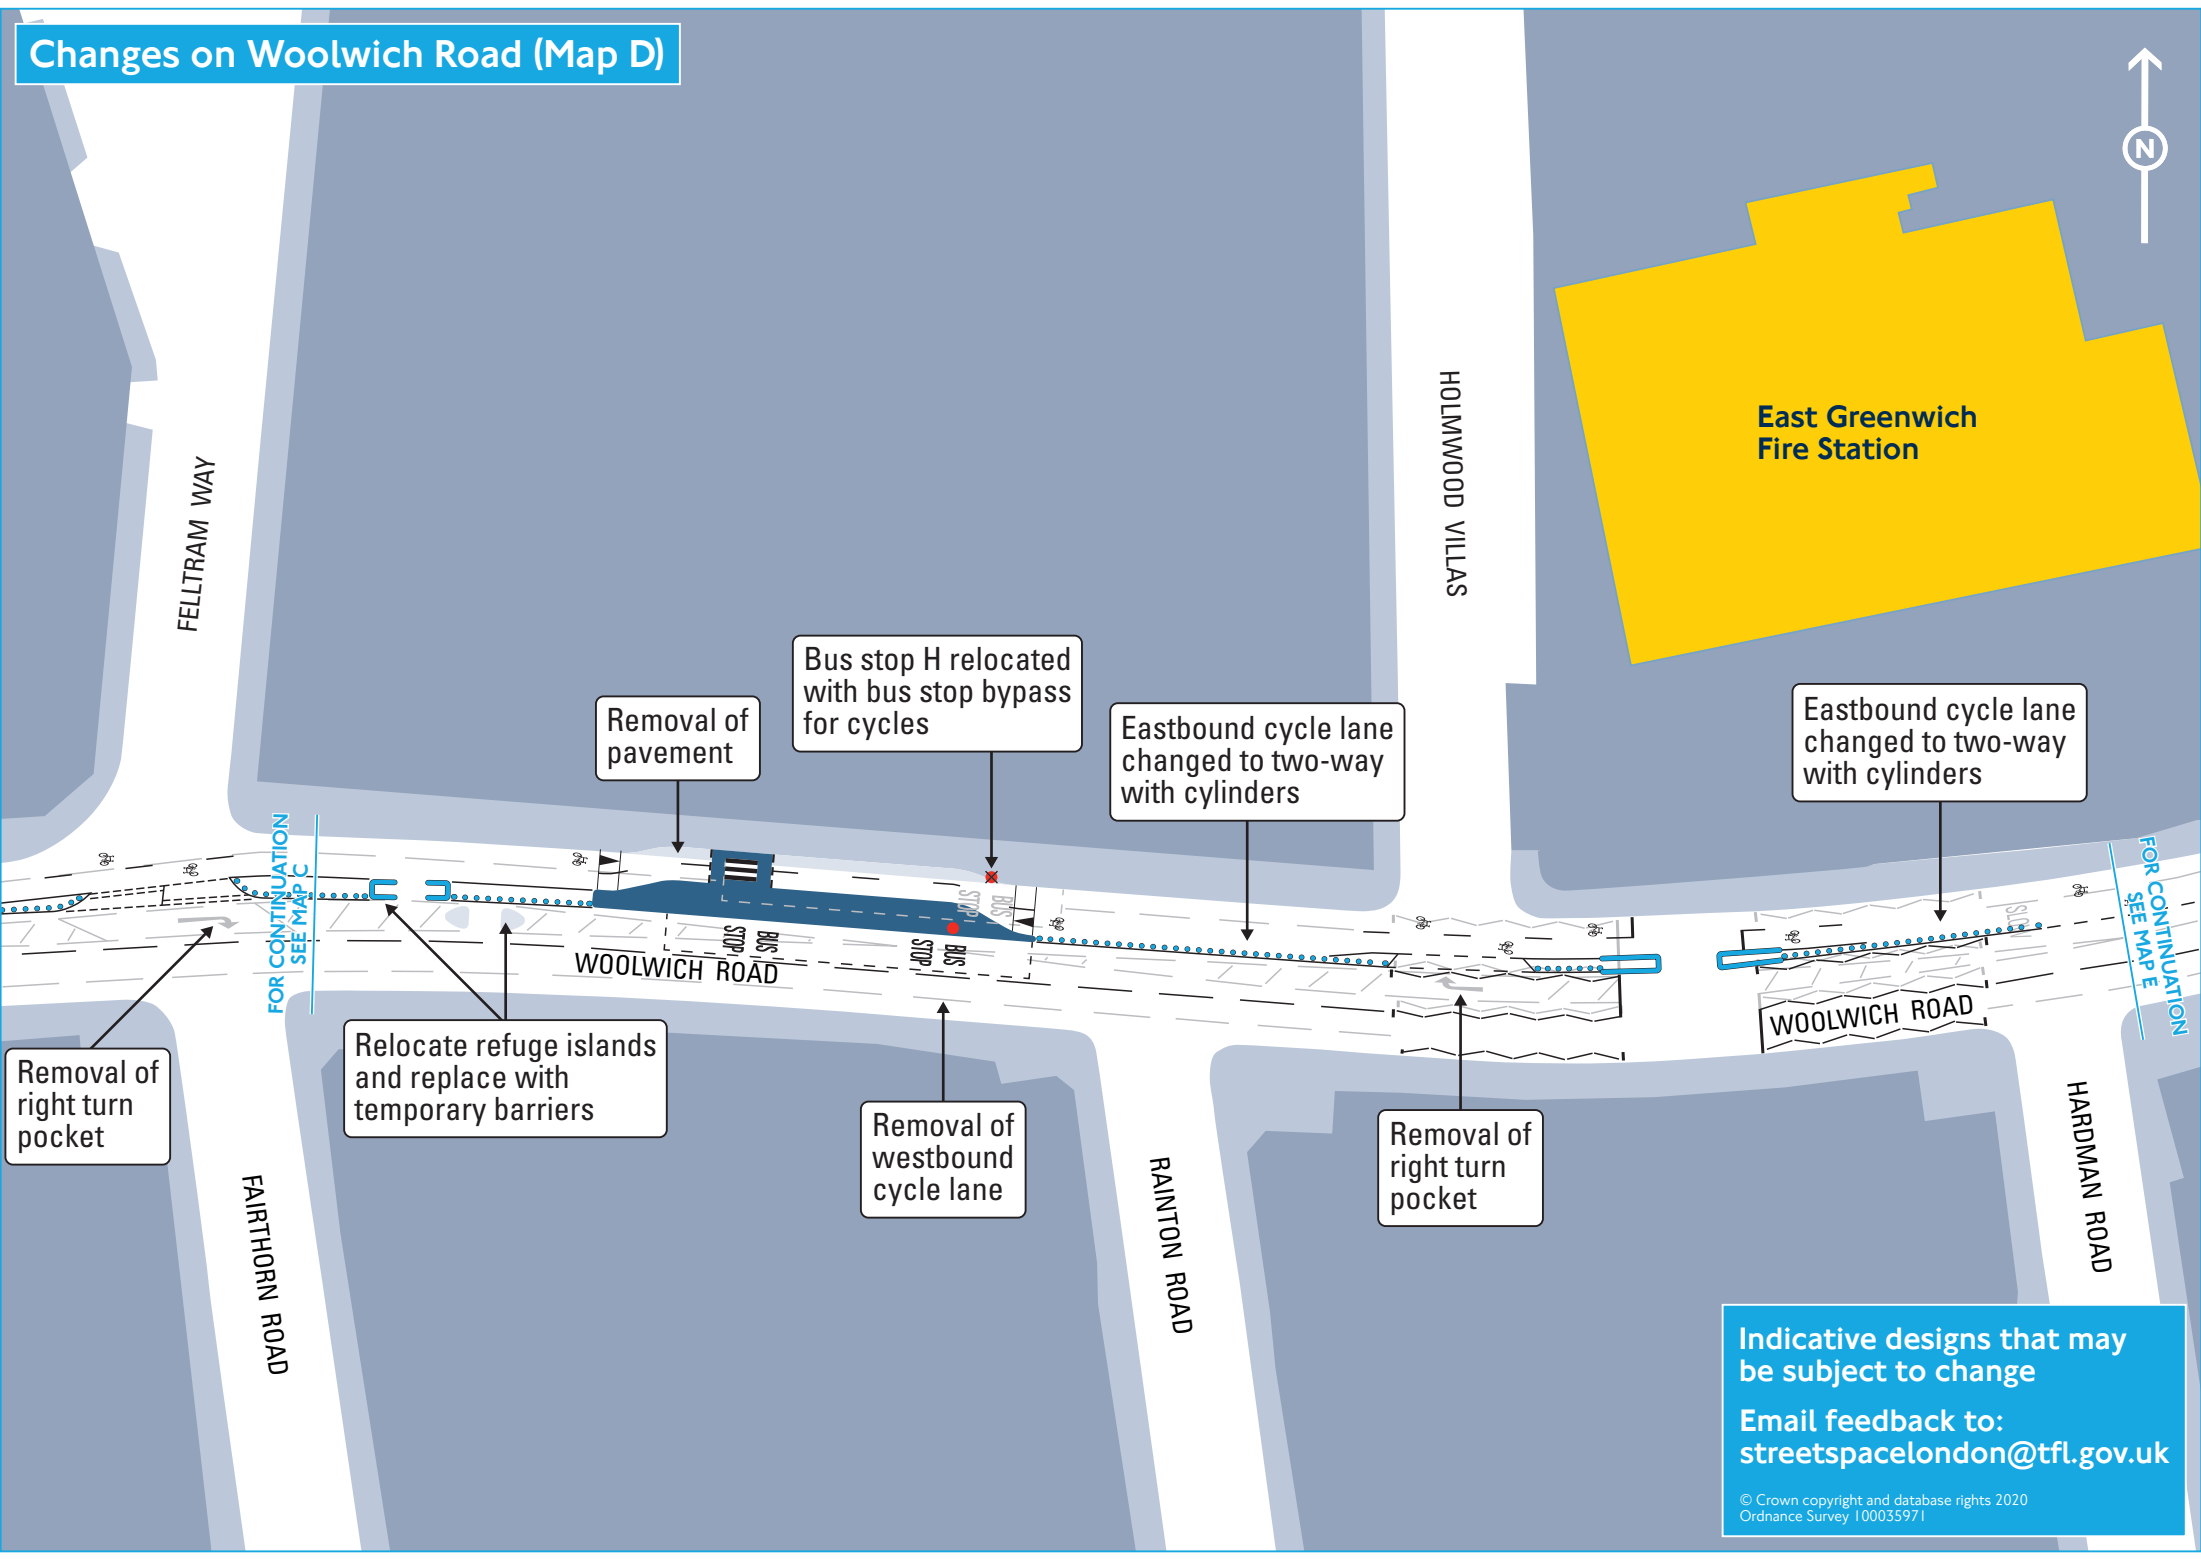 Changes on Woolwich Road (Map D)
N
East Greenwich
Fire Station
FELLTRAM WAY
HOLMWOOD VILLAS
Bus stop H relocated
with bus stop bypass
for cycles
Removal of
pavement
Eastbound cycle lane
changed to two-way
with cylinders
Eastbound cycle lane
changed to two-way
with cylinders
FOR CONTINUATION
SEE MAP C
FOR CONTINUATION
SEE MAP E
BUS
STOP
BUS
STOP
BUS
STOP
SLOW
WOOLWICH ROAD
WOOLWICH ROAD
Removal of
right turn
pocket
Relocate refuge islands
and replace with
temporary barriers
Removal of
westbound
cycle lane
Removal of
right turn
pocket
FAIRTHORN ROAD
RAINTON ROAD
HARDMAN ROAD
Indicative designs that may
be subject to change
Email feedback to:
streetspacelondon@tfl.gov.uk
© Crown copyright and database rights 2020
Ordnance Survey 100035971